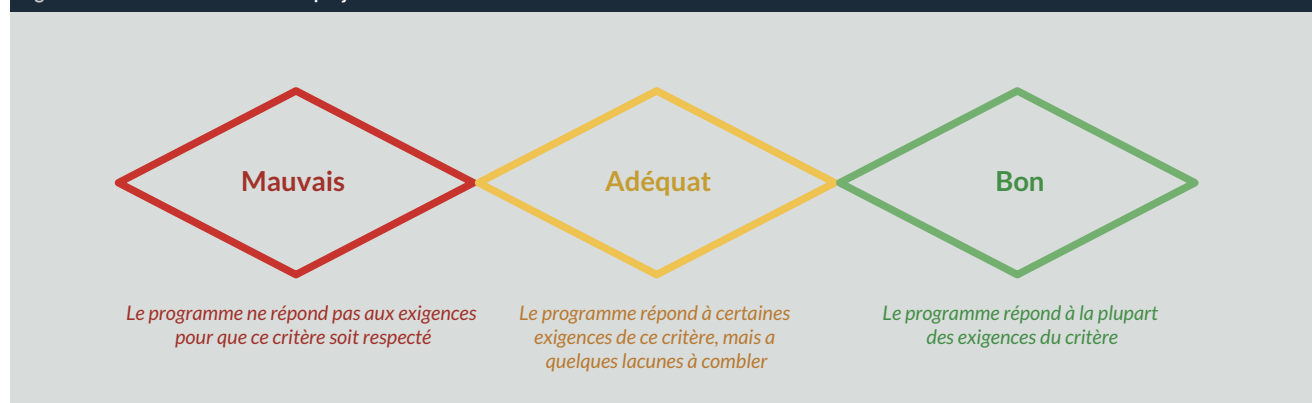 Mauvais
Adéquat
Bon
Le programme ne répond pas aux exigences
pour que ce critère soit respecté
Le programme répond à certaines
exigences de ce critère, mais a
quelques lacunes à combler
Le programme répond à la plupart
des exigences du critère